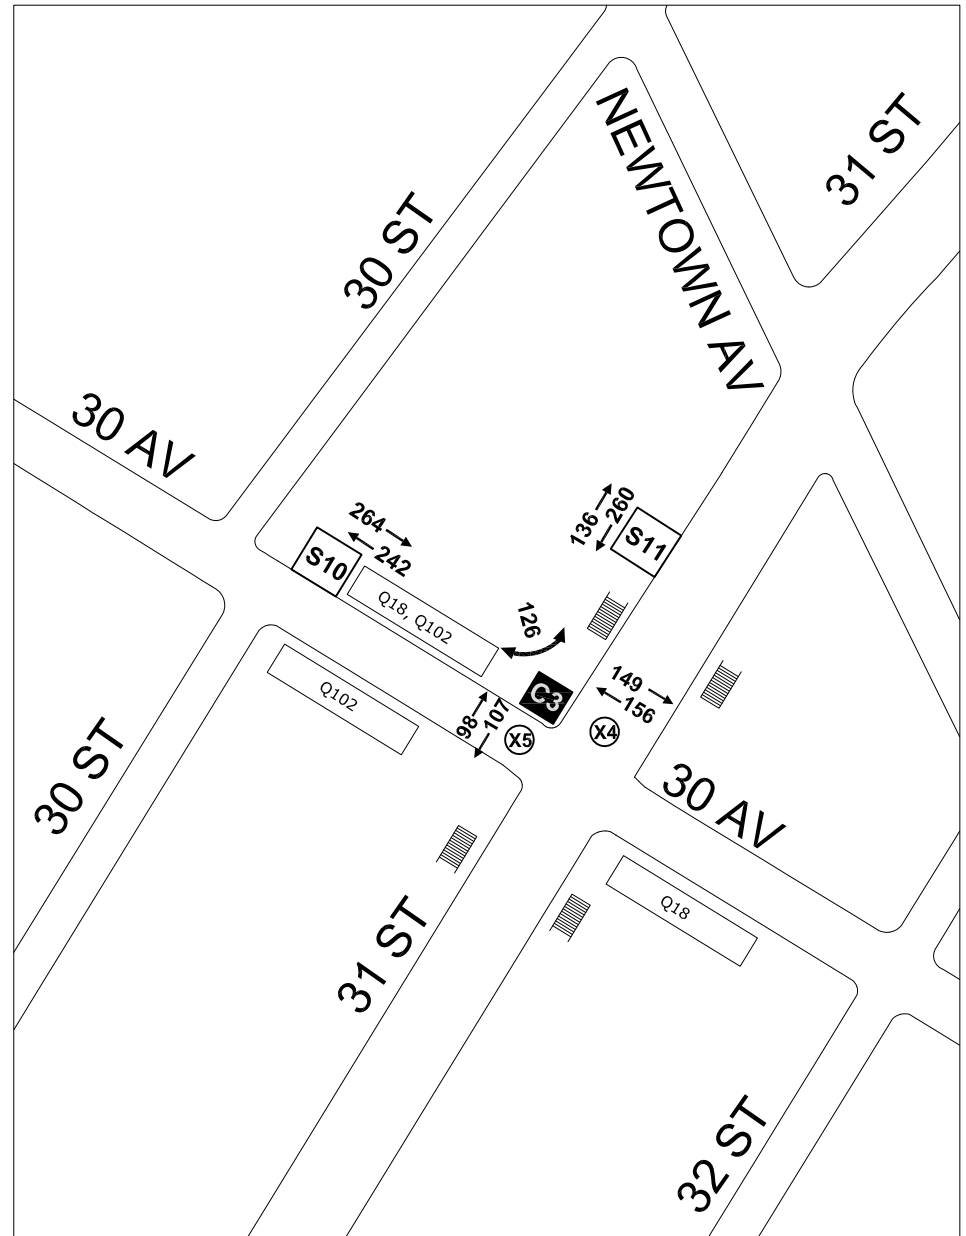 31 ST
NEWTOWN AV
30 ST
30 AV
264
242
S10
136
260
S11
Q18, Q102
126
C3
Q102
149
156
98
107
X5
X4
30 ST
30 AV
31 ST
Q18
32 ST